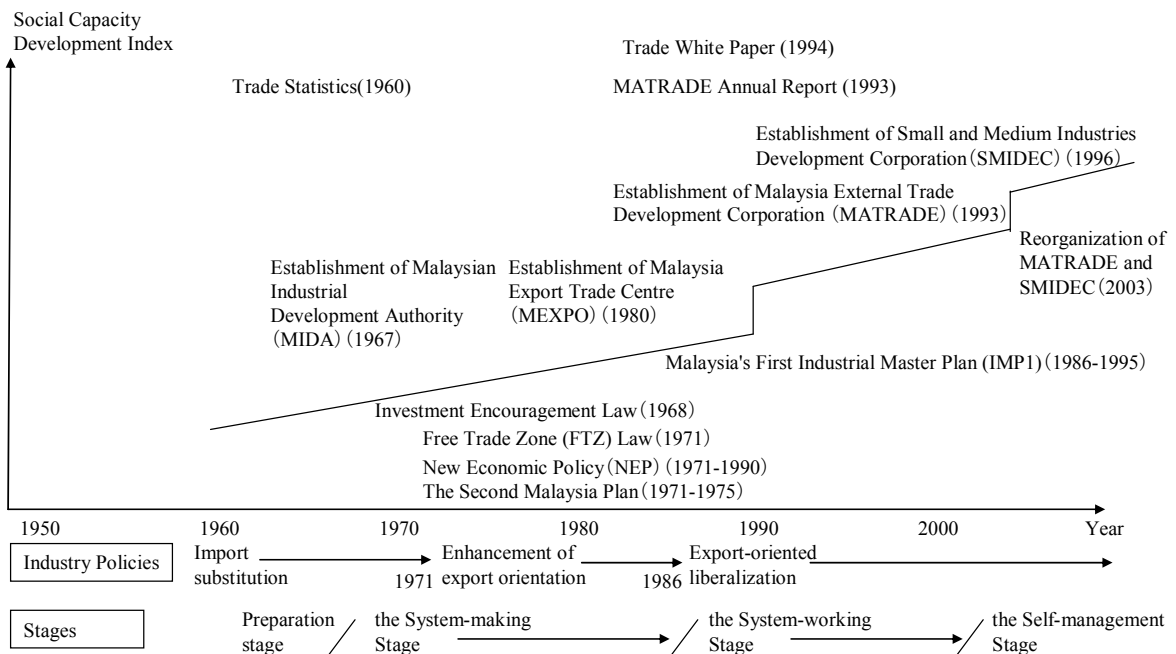 Social Capacity
Development Index
Trade White Paper (1994)
Trade Statistics(1960)
MATRADE Annual Report (1993)
Establishment of Small and Medium Industries
Development Corporation(SMIDEC) (1996)
Establishment of Malaysia External Trade
Development Corporation (MATRADE) (1993)
Reorganization of
MATRADE and
SMIDEC(2003)
Establishment of Malaysian
Industrial
Development Authority
(MIDA) (1967)
Establishment of Malaysia
Export Trade Centre
(MEXPO) (1980)
Malaysia's First Industrial Master Plan (IMP1) (1986-1995)
Investment Encouragement Law(1968)
Free Trade Zone (FTZ) Law(1971)
New Economic Policy(NEP) (1971-1990)
The Second Malaysia Plan(1971-1975)
1950 1960 1970 1980 1990 2000 Year
Industry Policies
Import
substitution
1971
Enhancement of
export orientation
1986
Export-oriented
liberalization
Stages
Preparation
stage
the System-making
Stage
the System-working
Stage
the Self-management
Stage